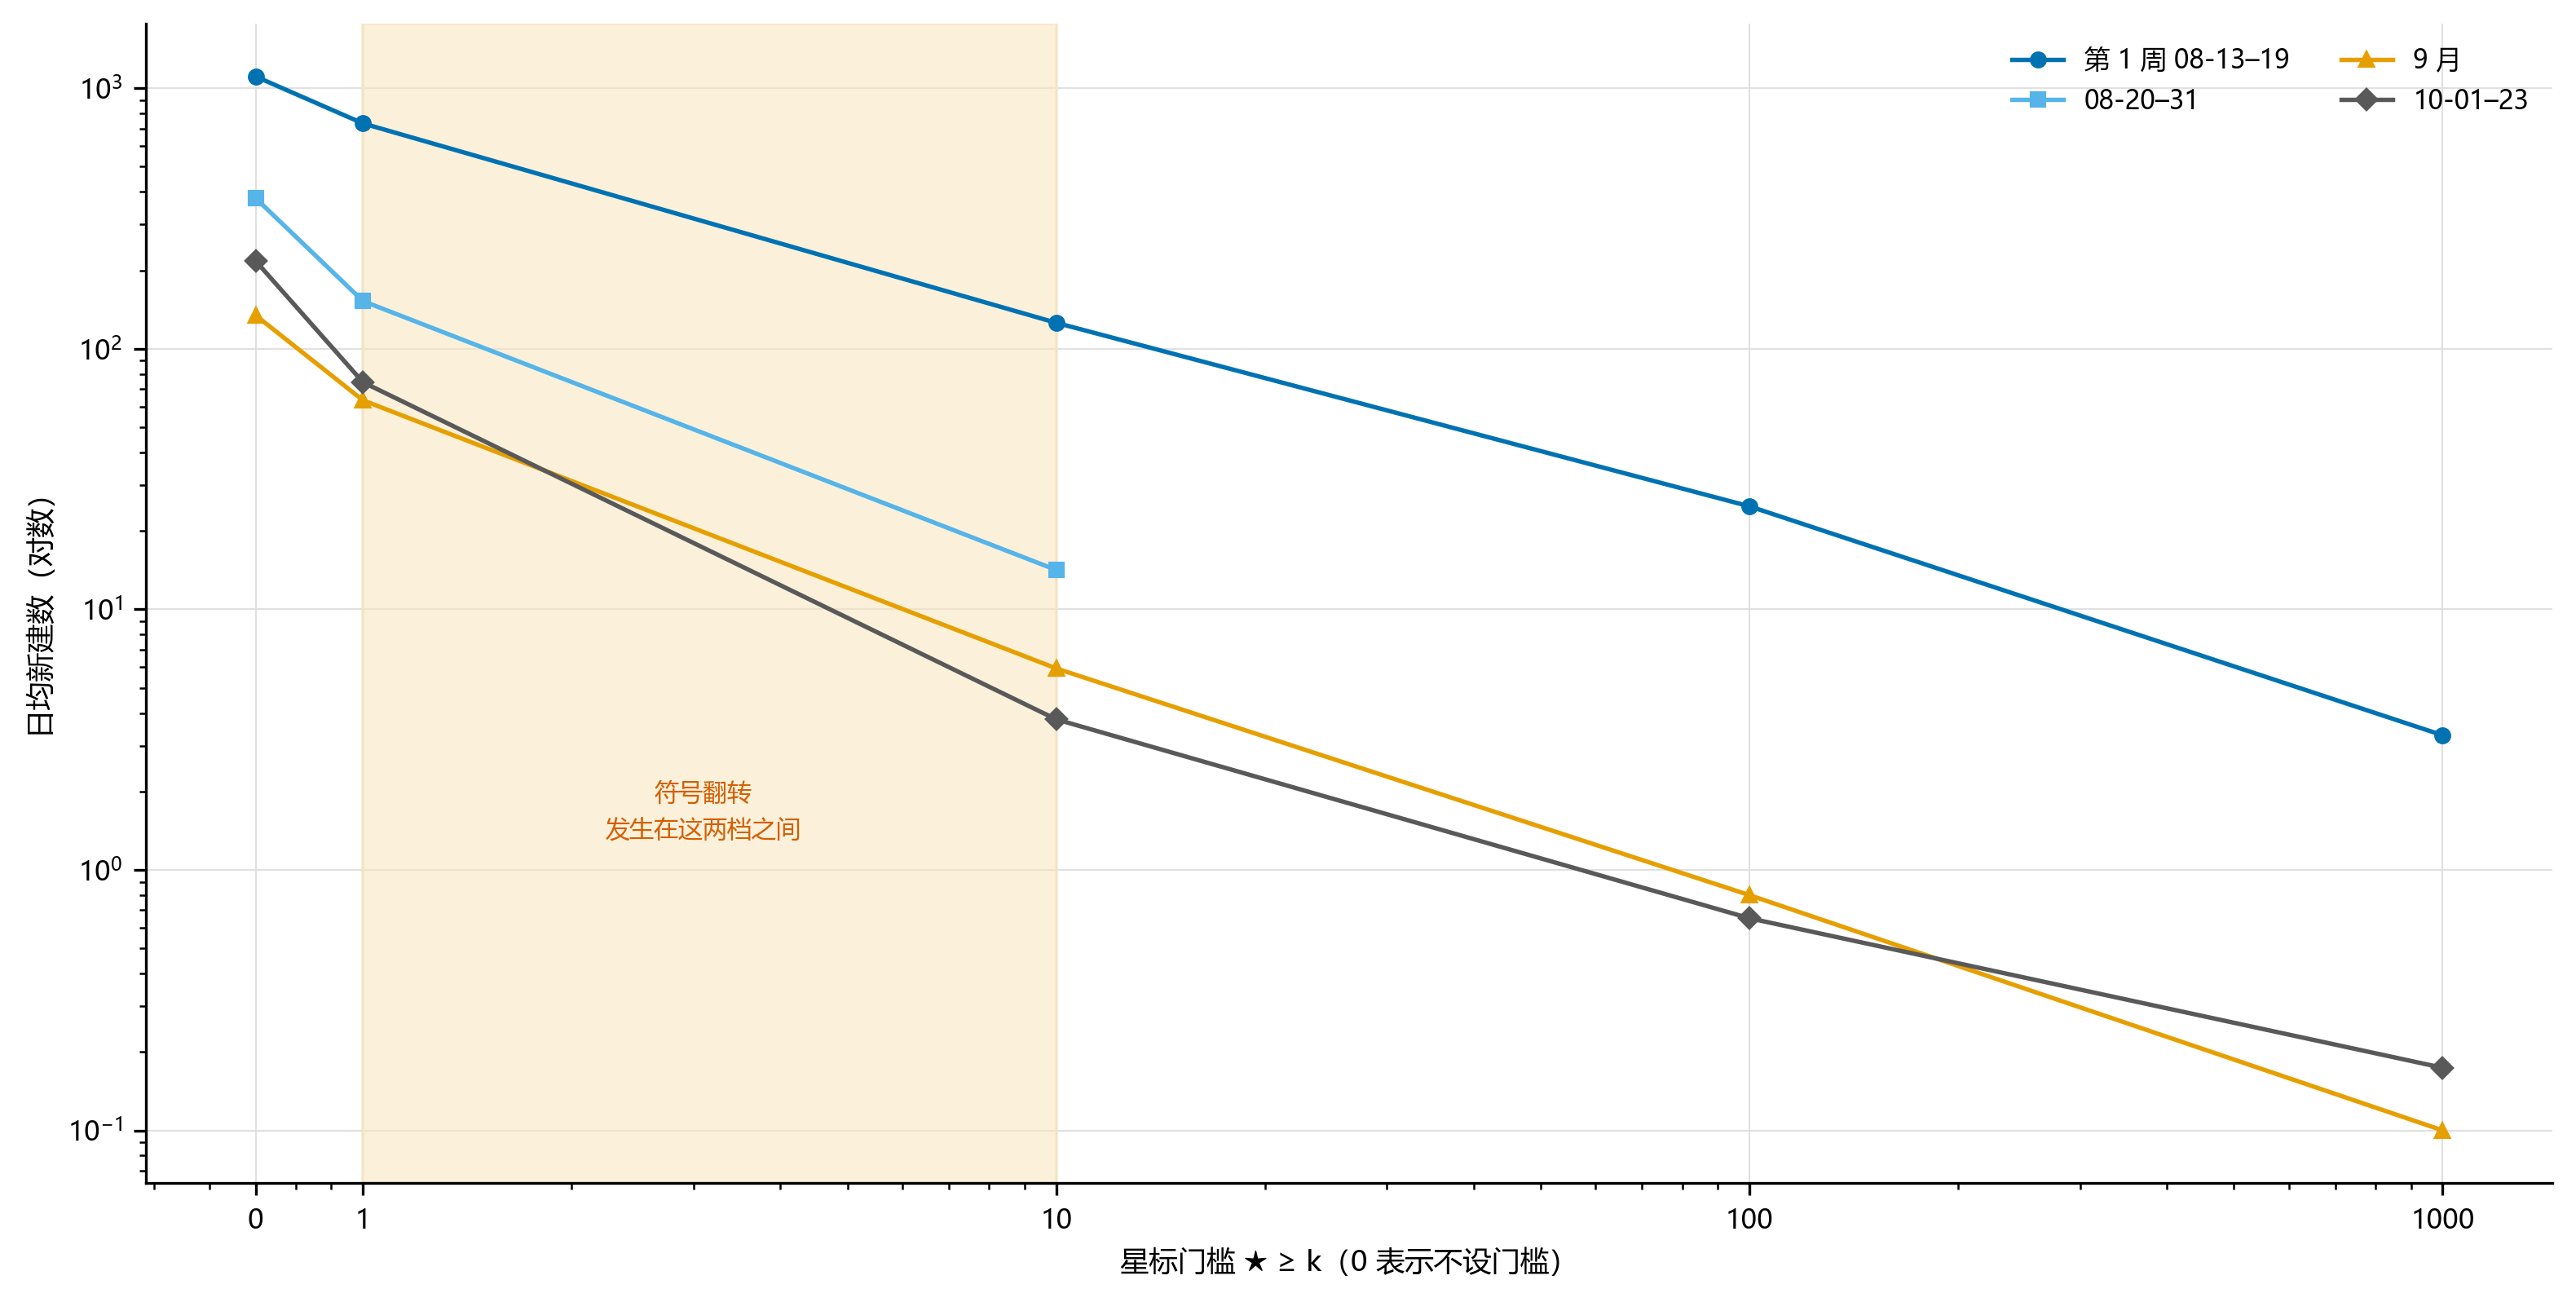 第 1 周 08-13–19
9 月
08-20–31
10-01–23
日均新建数（对数）
10³
10²
10¹
10⁰
10⁻¹
符号翻转
发生在这两档之间
0 1 10 100 1000
星标门槛 ★ ≥ k（0 表示不设门槛）